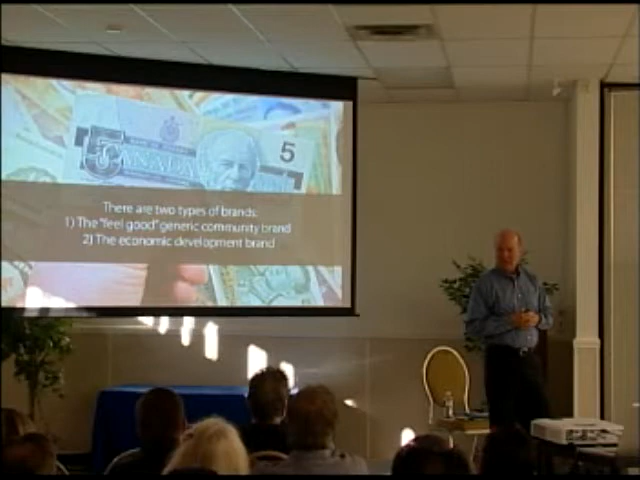 5
CANADA
5
There are two types of brands:
1) The "feel good" generic community brand
2) The economic development brand